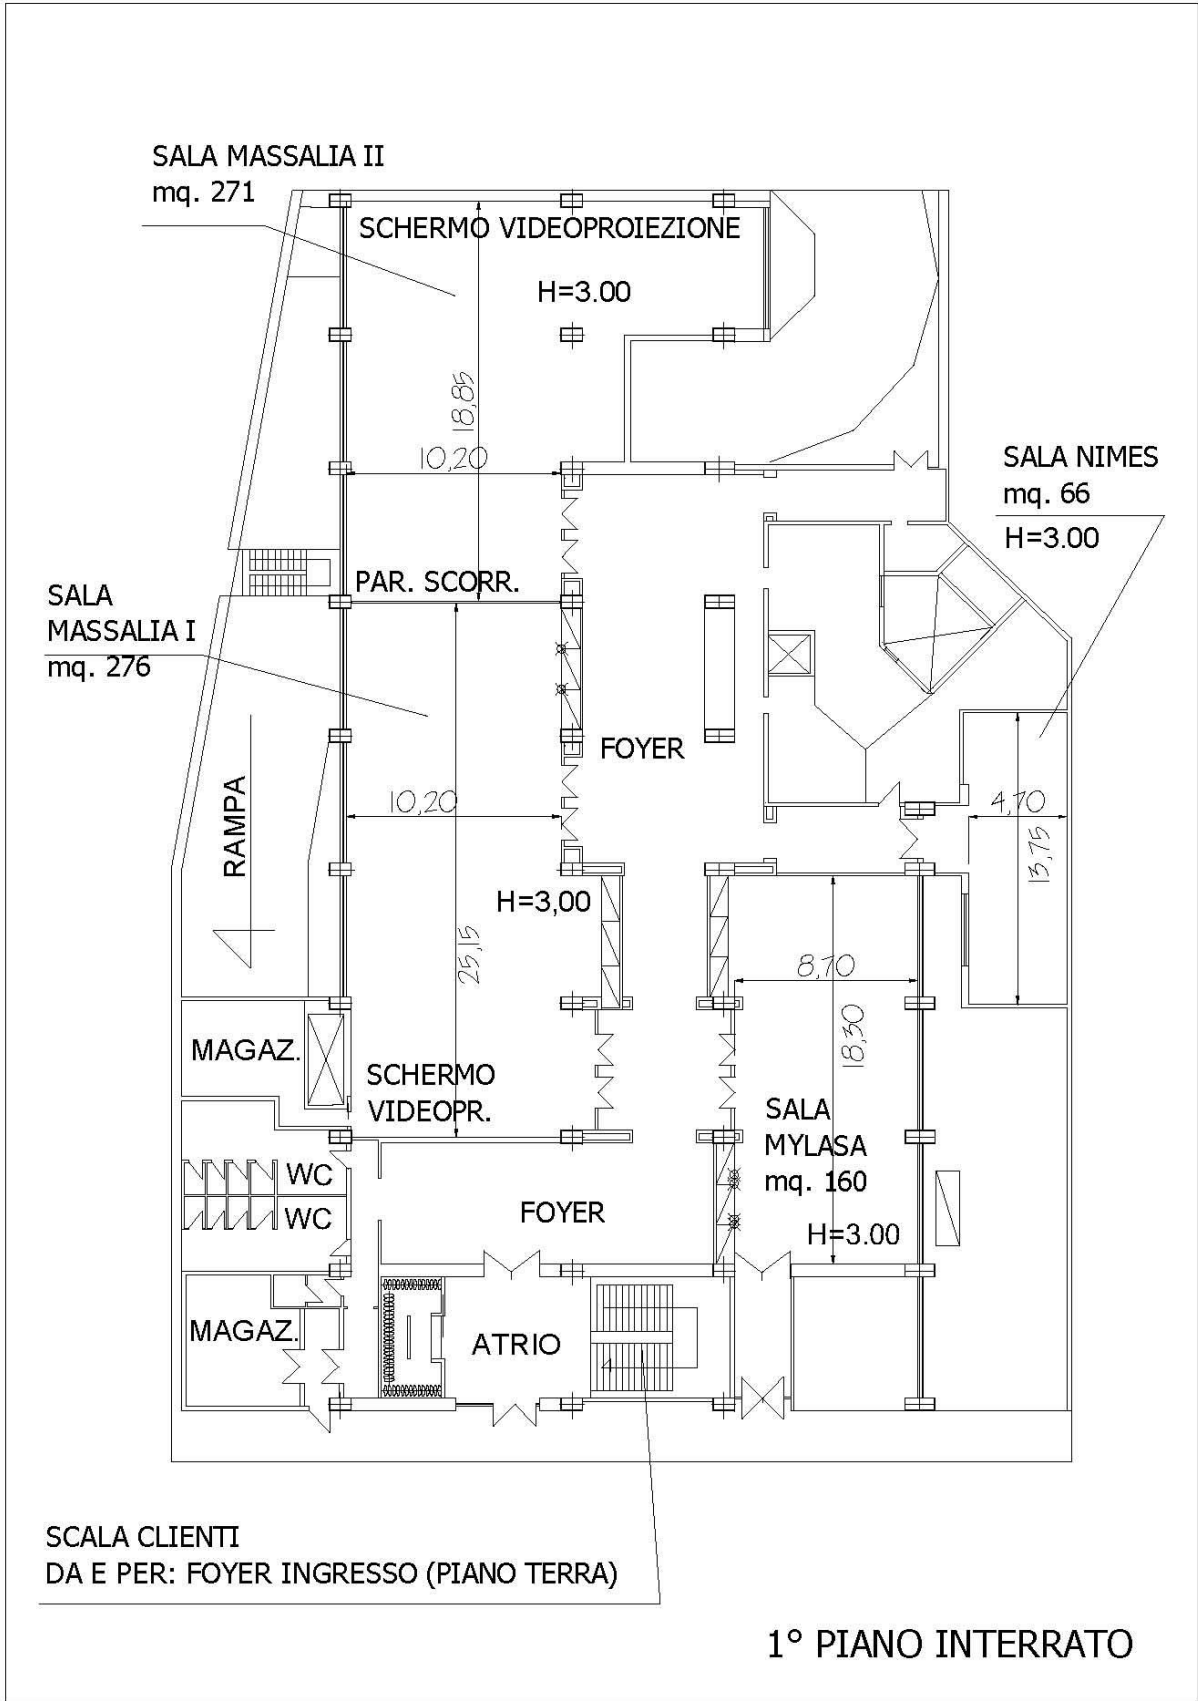 SALA MASSALIA II
mq. 271
SCHERMO VIDEOPROIEZIONE
H=3.00
18,85
10,20
SALA NIMES
mq. 66
H=3.00
PAR. SCORR.
SALA
MASSALIA I
mq. 276
FOYER
RAMPA
10,20
4,70
13,75
H=3,00
25,15
8,70
18,30
MAGAZ.
SCHERMO
VIDEOPR.
SALA
MYLASA
mq. 160
H=3.00
WC
WC
FOYER
MAGAZ.
ATRIO
SCALA CLIENTI
DA E PER: FOYER INGRESSO (PIANO TERRA)
1° PIANO INTERRATO